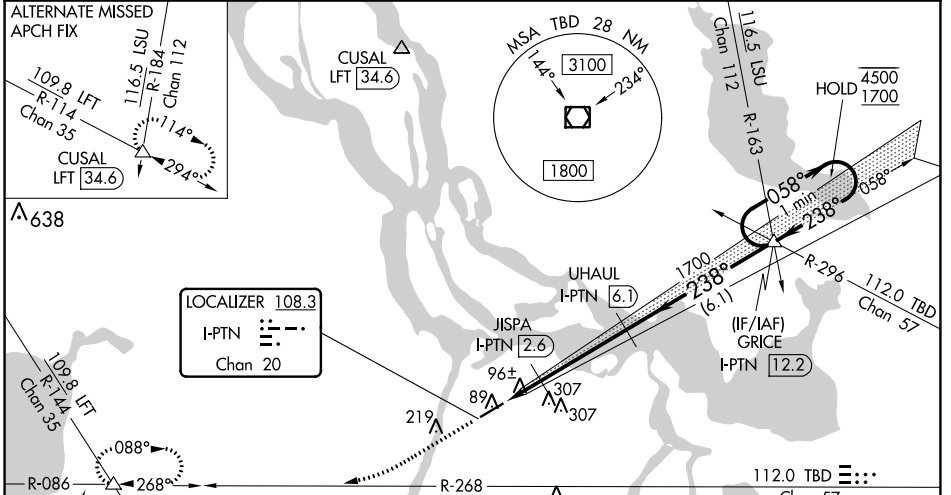 ALTERNATE MISSED
APCH FIX
116.5 LSU
R-184
Chan 112
109.8 LFT
R-114
Chan 35
114°
294°
CUSAL
LFT 34.6
638
CUSAL
LFT 34.6
MSA TBD 28 NM
144°
3100
234°
1800
116.5 LSU
Chan 112
R-163
HOLD
4500
1700
058°
1 min
238°
058°
1700
238°
(6.1)
UHAUL
I-PTN 6.1
R-296
112.0 TBD
Chan 57
(IF/IAF)
GRICE
I-PTN 12.2
JISPA
I-PTN 2.6
LOCALIZER 108.3
I-PTN
Chan 20
96±
89
307
307
219
109.8 LFT
R-144
Chan 35
088°
R-086
268°
R-268
112.0 TBD
Chan 57